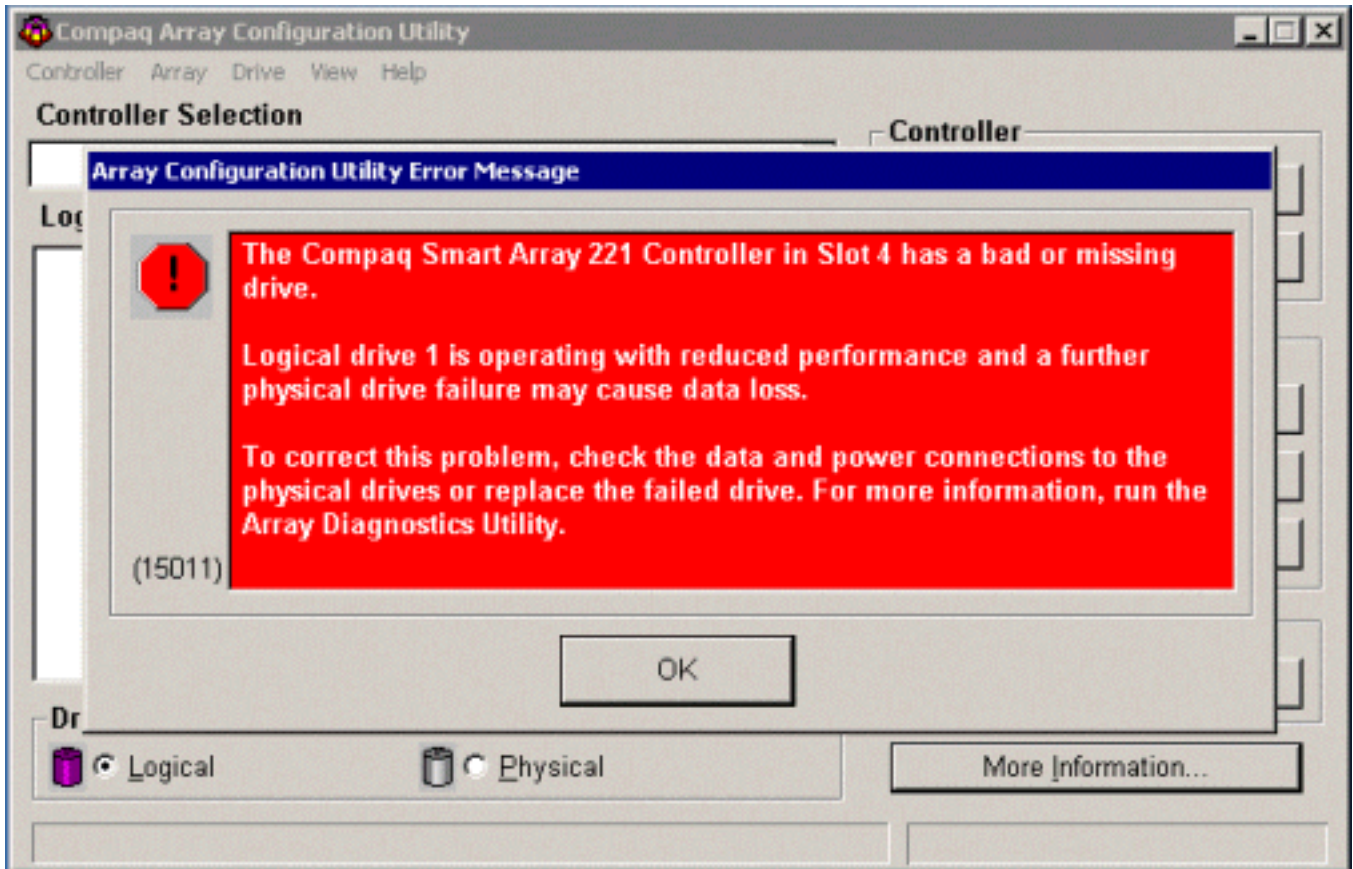 Compaq Array Configuration Utility
Controller Array Drive View Help
Controller Selection
Controller
Array Configuration Utility Error Message
!
The Compaq Smart Array 221 Controller in Slot 4 has a bad or missing
drive.
Logical drive 1 is operating with reduced performance and a further
physical drive failure may cause data loss.
To correct this problem, check the data and power connections to the
physical drives or replace the failed drive. For more information, run the
Array Diagnostics Utility.
(15011)
OK
Logical
Physical
More Information...